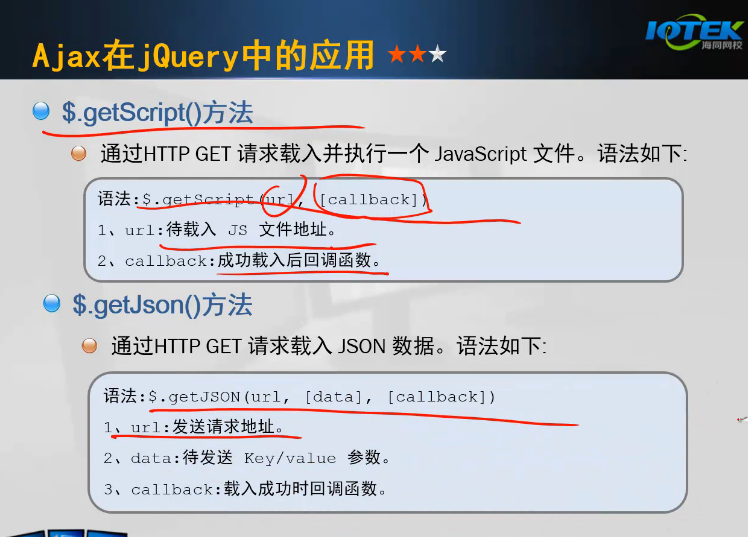 Ajax在jQuery中的应用
IOTEK
海同网校
$.getScript()方法
通过HTTP GET 请求载入并执行一个 JavaScript 文件。语法如下:
语法:$.getScript(url, [callback])
1、url:待载入 JS 文件地址。
2、callback:成功载入后回调函数。
$.getJson()方法
通过HTTP GET 请求载入 JSON 数据。语法如下:
语法:$.getJSON(url, [data], [callback])
1、url:发送请求地址。
2、data:待发送 Key/value 参数。
3、callback:载入成功时回调函数。